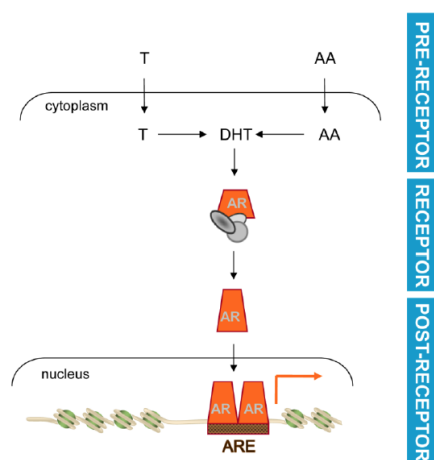 T
AA
cytoplasm
T
DHT
AA
AR
AR
nucleus
AR
AR
ARE
PRE-RECEPTOR
RECEPTOR
POST-RECEPTOR